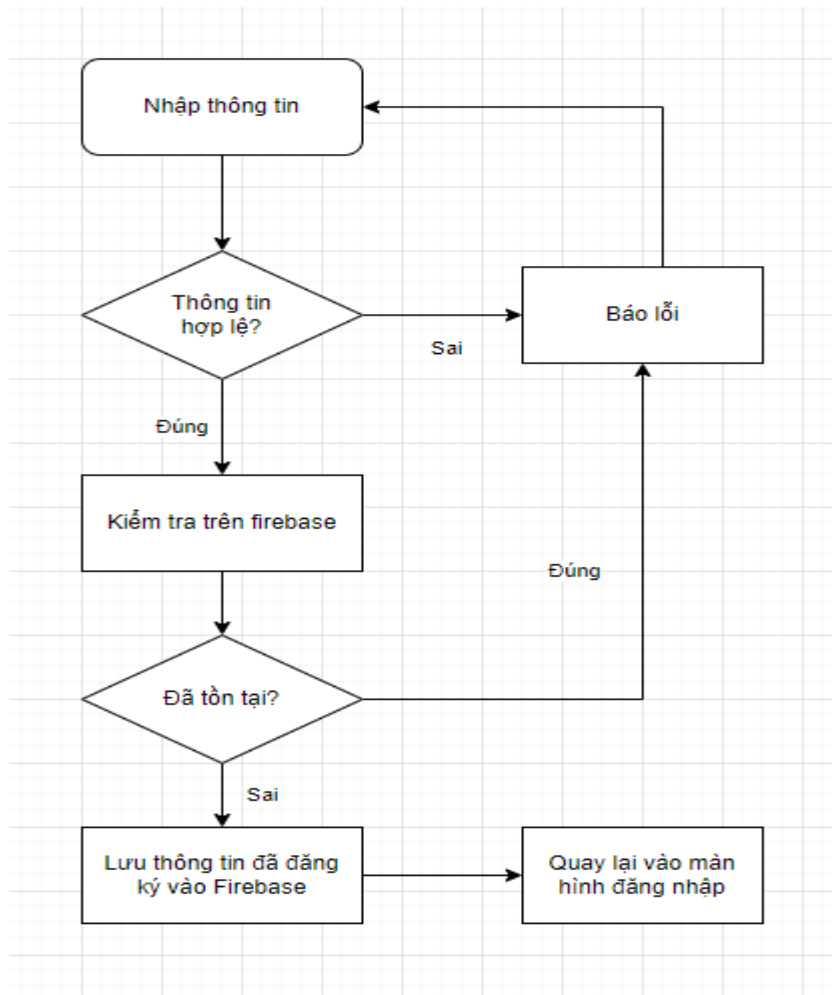 Nhập thông tin
Thông tin
hợp lệ?
Sai
Báo lỗi
Đúng
Kiểm tra trên firebase
Đúng
Đã tồn tại?
Sai
Lưu thông tin đã đăng
ký vào Firebase
Quay lại vào màn
hình đăng nhập